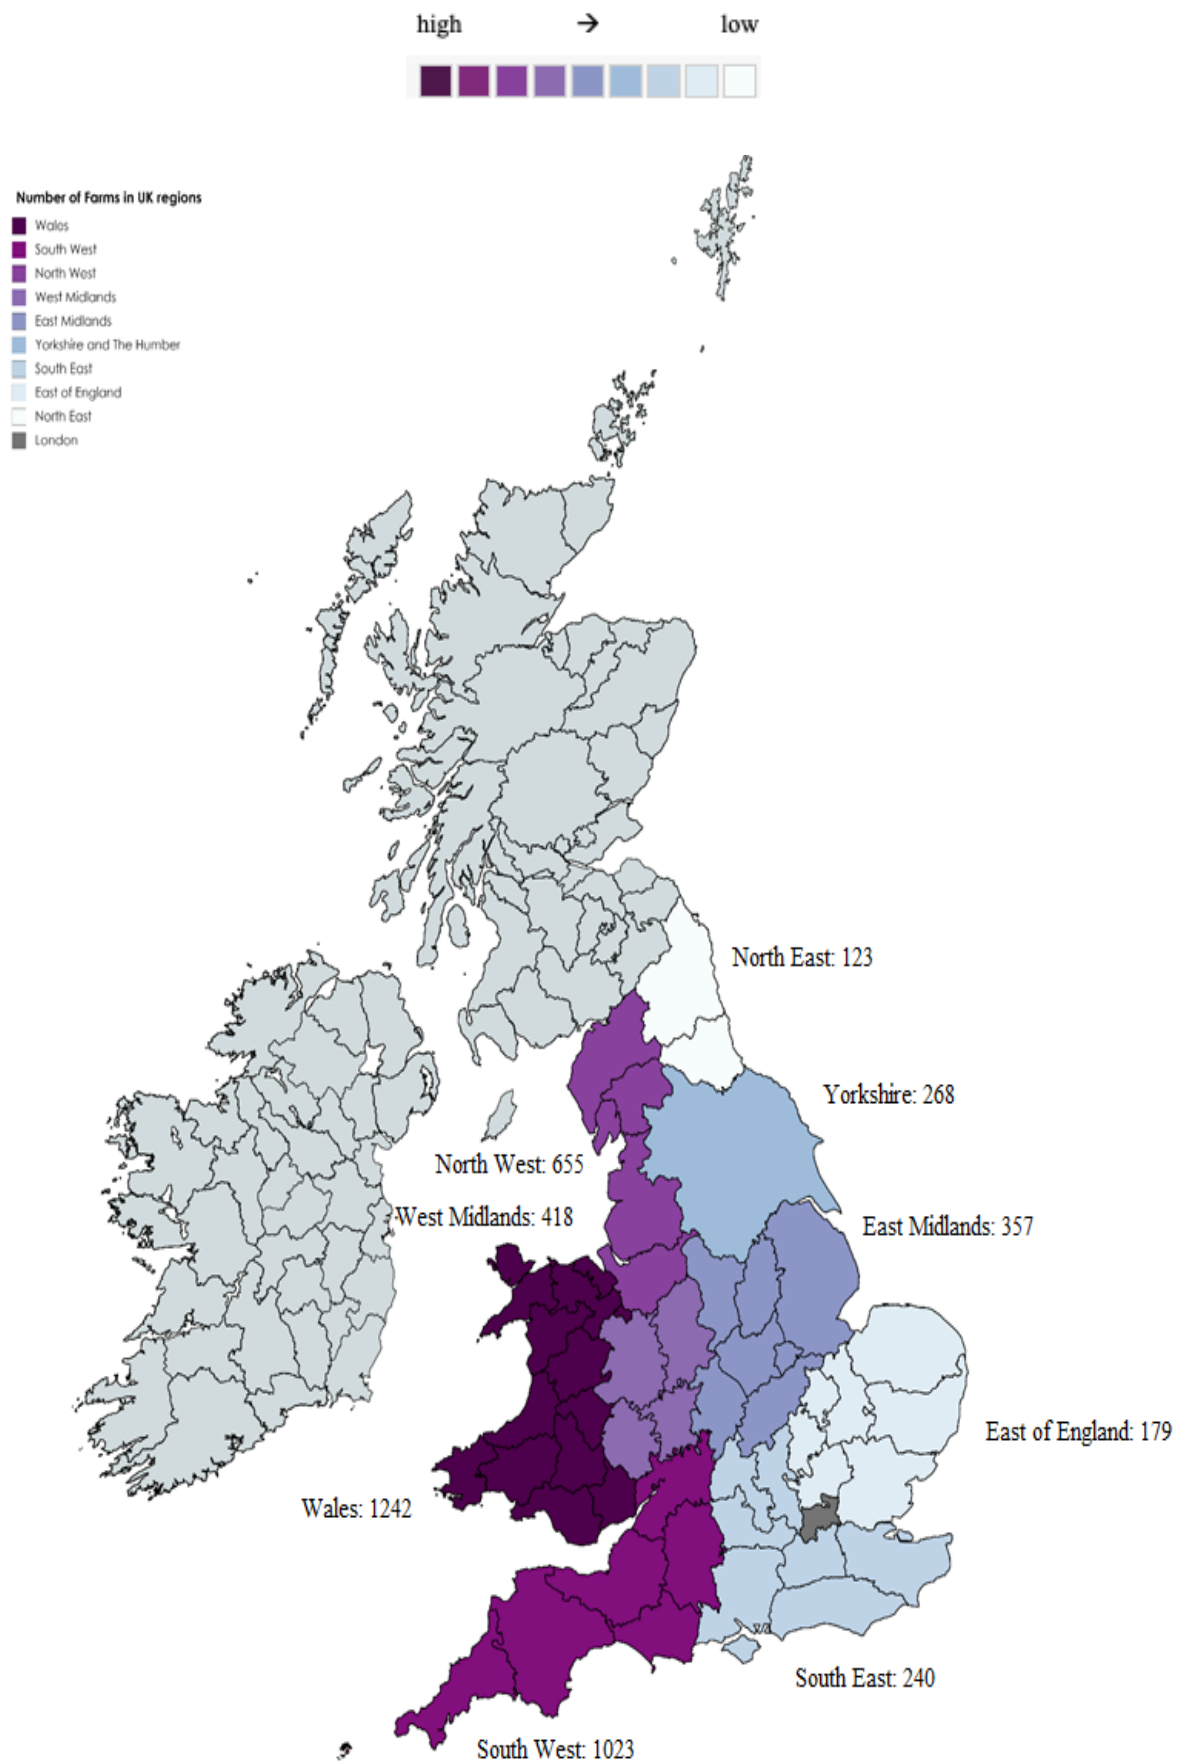 high → low
Number of Farms in UK regions
Wales
South West
North West
West Midlands
East Midlands
Yorkshire and The Humber
South East
East of England
North East
London
North East: 123
Yorkshire: 268
North West: 655
West Midlands: 418
East Midlands: 357
East of England: 179
Wales: 1242
South East: 240
South West: 1023